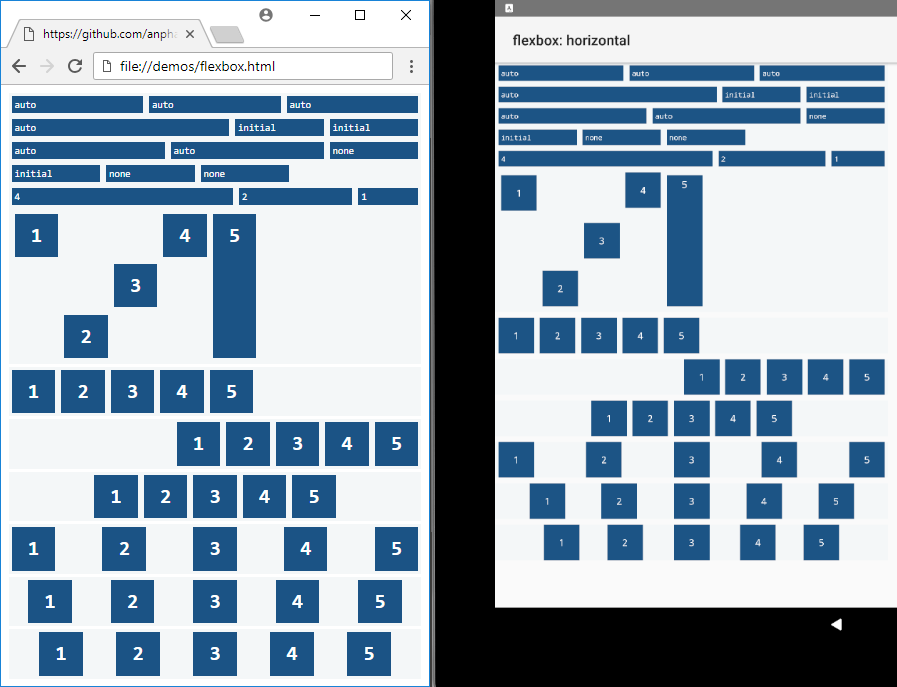 https://github.com/anpha
file://demos/flexbox.html
auto auto auto
auto initial initial
auto auto none
initial none none
4 2 1
1 4 5
3
2
1 2 3 4 5
1 2 3 4 5
1 2 3 4 5
1 2 3 4 5
1 2 3 4 5
1 2 3 4 5
A
flexbox: horizontal
auto auto auto
auto initial initial
auto auto none
initial none none
4 2 1
1 4 5
3
2
1 2 3 4 5
1 2 3 4 5
1 2 3 4 5
1 2 3 4 5
1 2 3 4 5
1 2 3 4 5